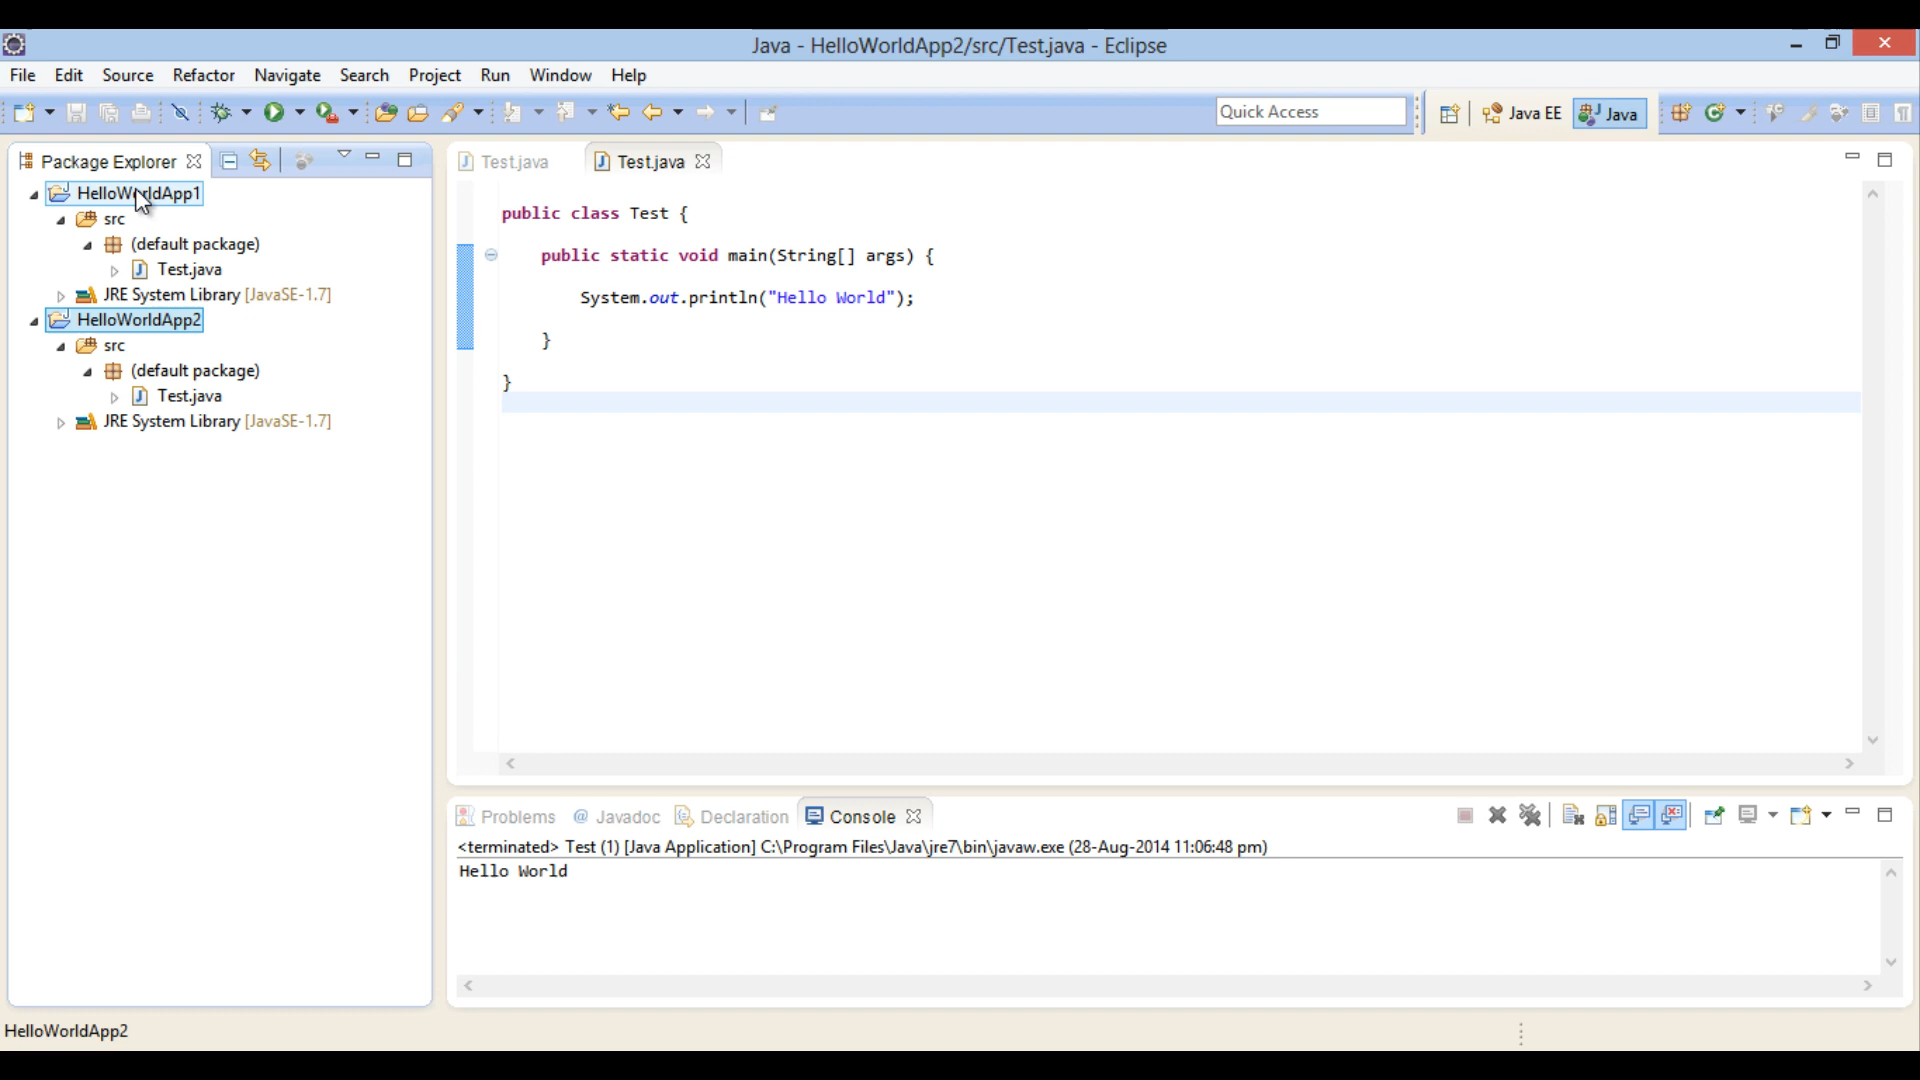 Java - HelloWorldApp2/src/Test.java - Eclipse
File Edit Source Refactor Navigate Search Project Run Window Help
Quick Access Java EE Java
Package Explorer
HelloWorldApp1
src
(default package)
Test.java
JRE System Library [JavaSE-1.7]
HelloWorldApp2
src
(default package)
Test.java
JRE System Library [JavaSE-1.7]
Test.java Test.java
public class Test {
public static void main(String[] args) {
System.out.println("Hello World");
}
}
Problems @ Javadoc Declaration Console
<terminated> Test (1) [Java Application] C:\Program Files\Java\jre7\bin\javaw.exe (28-Aug-2014 11:06:48 pm)
Hello World
HelloWorldApp2